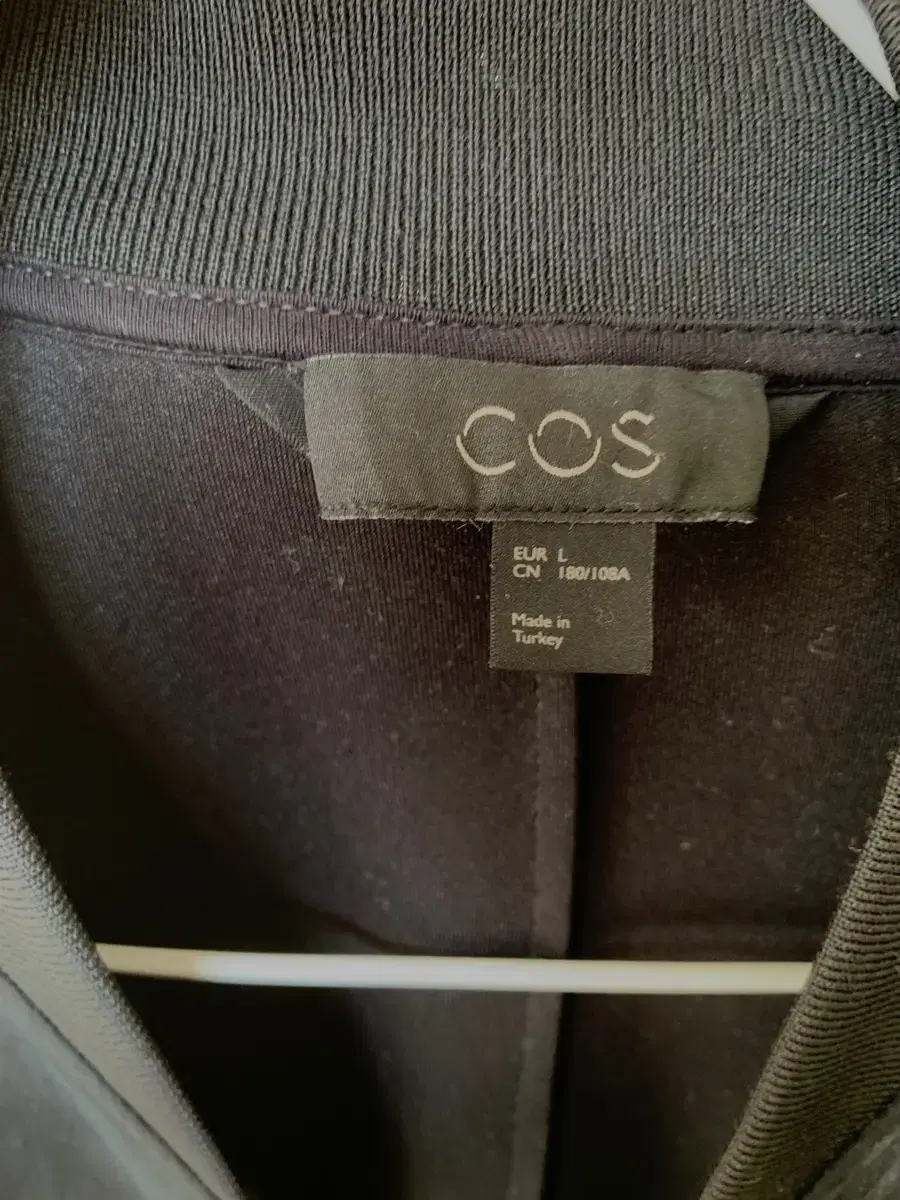 COS
EUR L
CN 180/108A
Made in
Turkey